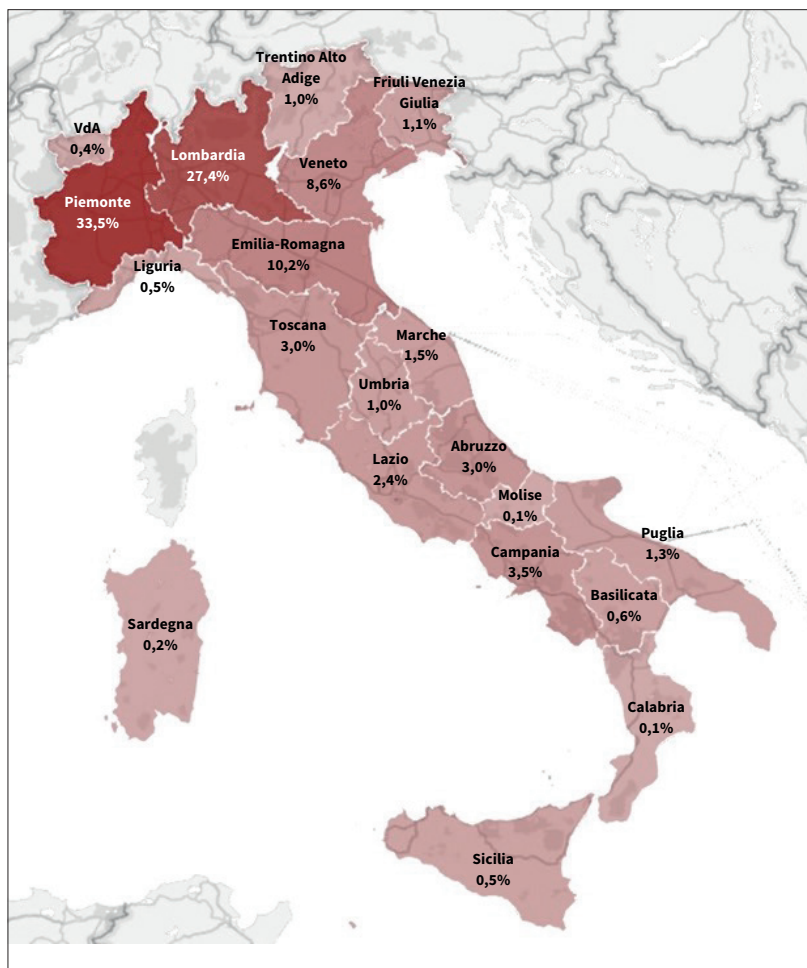 Trentino Alto
Adige
1,0%
Friuli Venezia
Giulia
1,1%
VdA
0,4%
Lombardia
27,4%
Veneto
8,6%
Piemonte
33,5%
Emilia-Romagna
10,2%
Liguria
0,5%
Toscana
3,0%
Marche
1,5%
Umbria
1,0%
Abruzzo
3,0%
Lazio
2,4%
Molise
0,1%
Puglia
1,3%
Campania
3,5%
Basilicata
0,6%
Sardegna
0,2%
Calabria
0,1%
Sicilia
0,5%